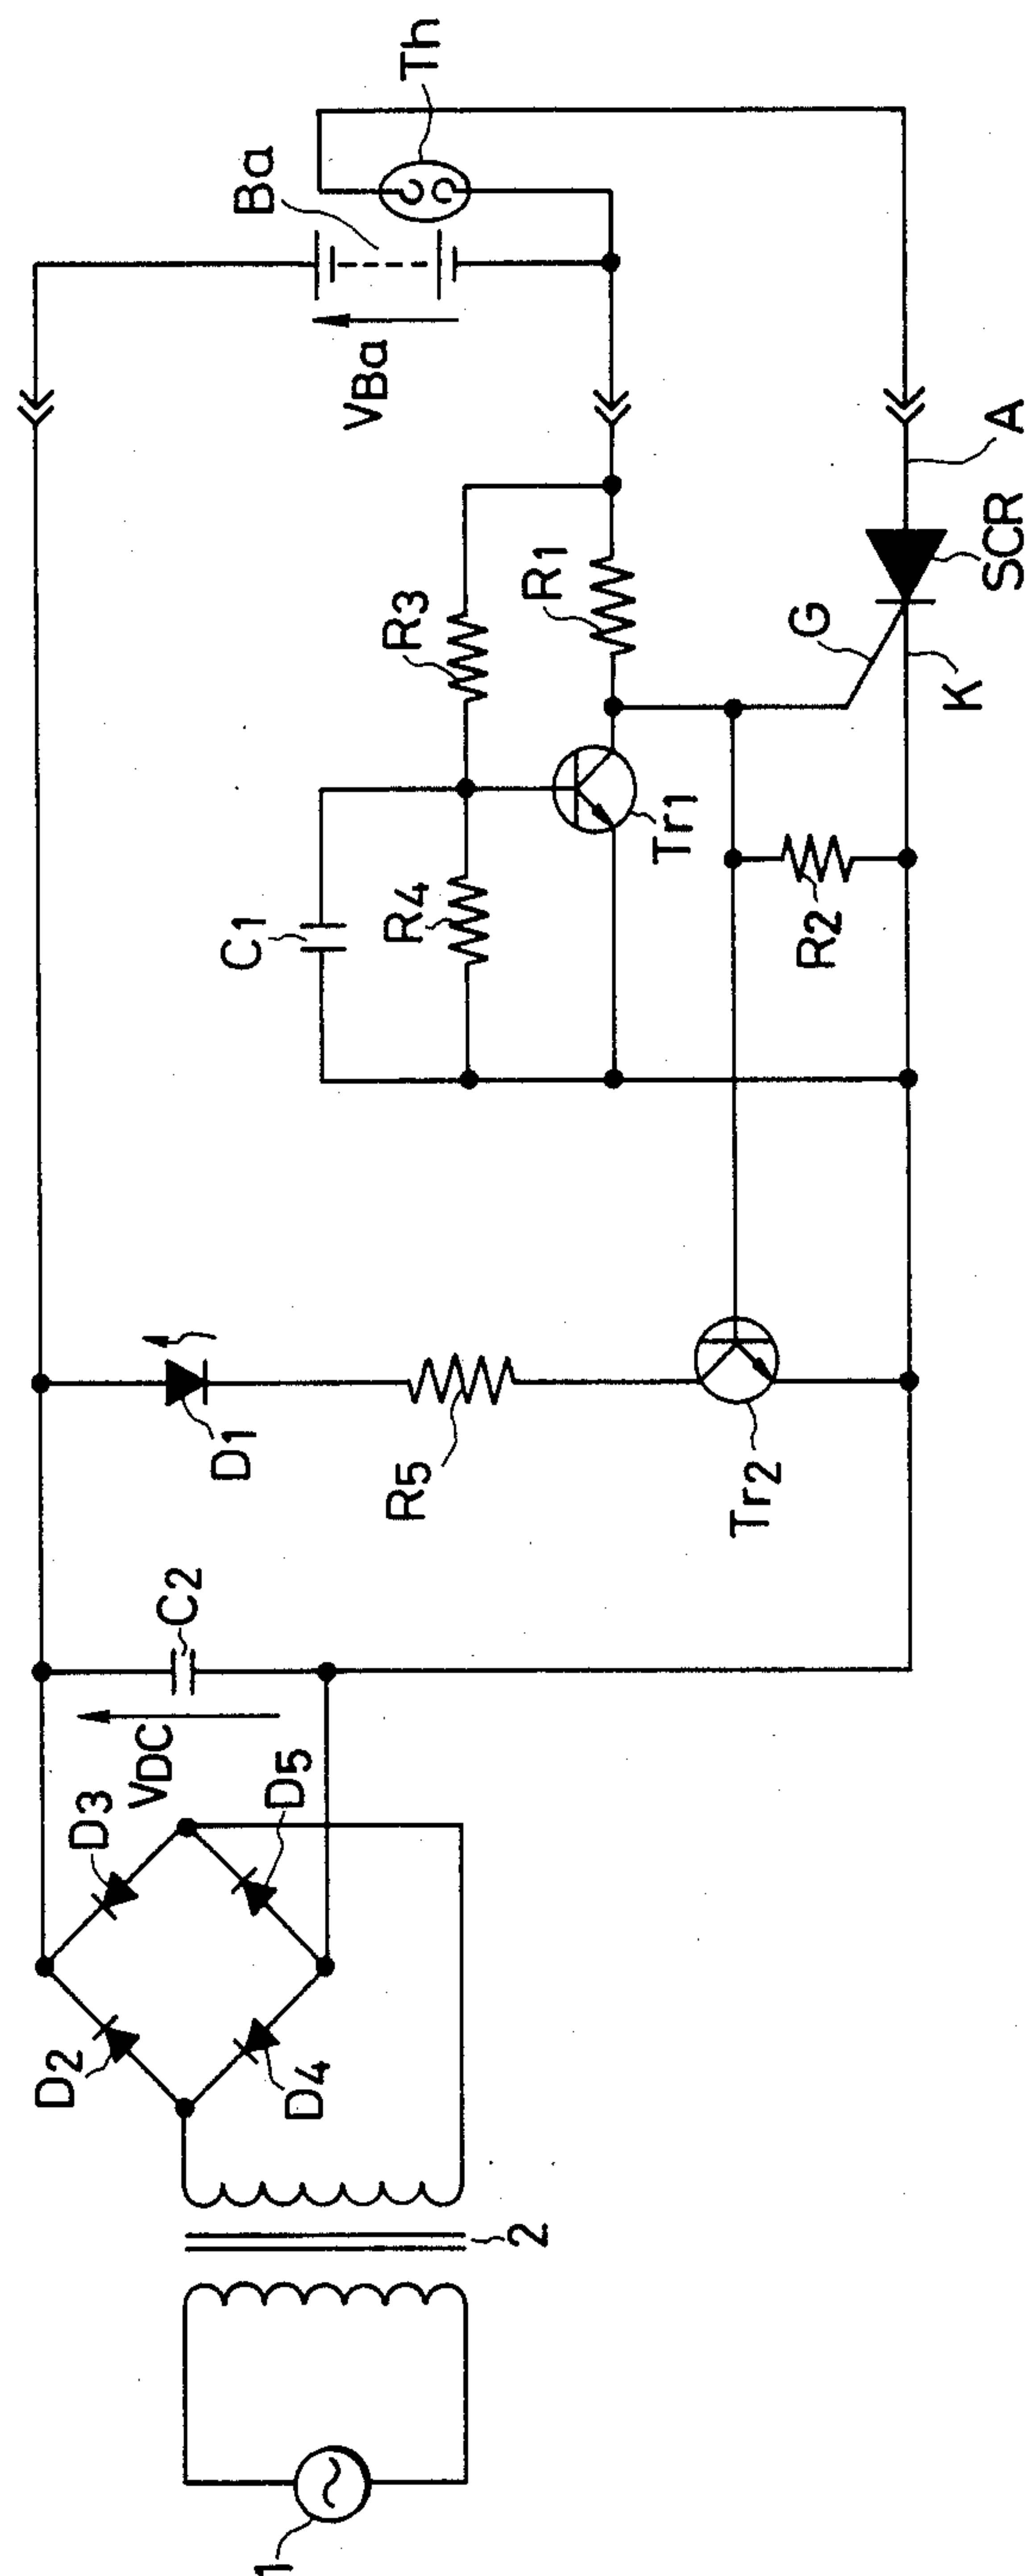 1
2
D2
D3
D4
D5
VDC
C2
D1
R5
Tr2
C1
R4
R3
Tr1
R1
R2
G
K
SCR
A
VBa
Ba
Th